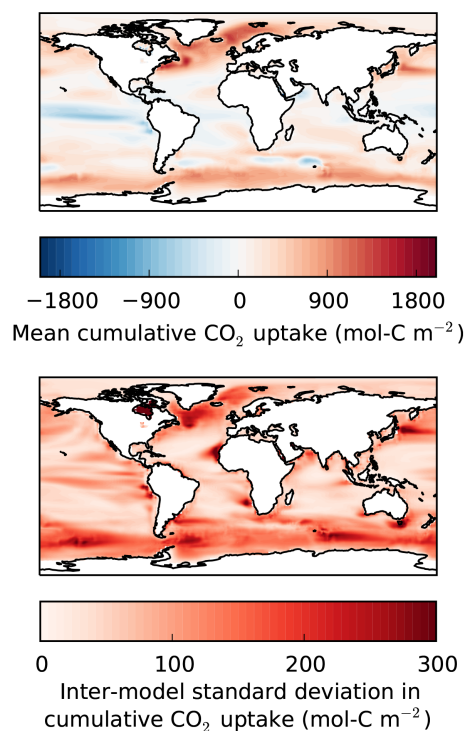 −1800 −900 0 900 1800
Mean cumulative CO₂ uptake (mol-C m⁻²)
0 100 200 300
Inter-model standard deviation in
cumulative CO₂ uptake (mol-C m⁻²)